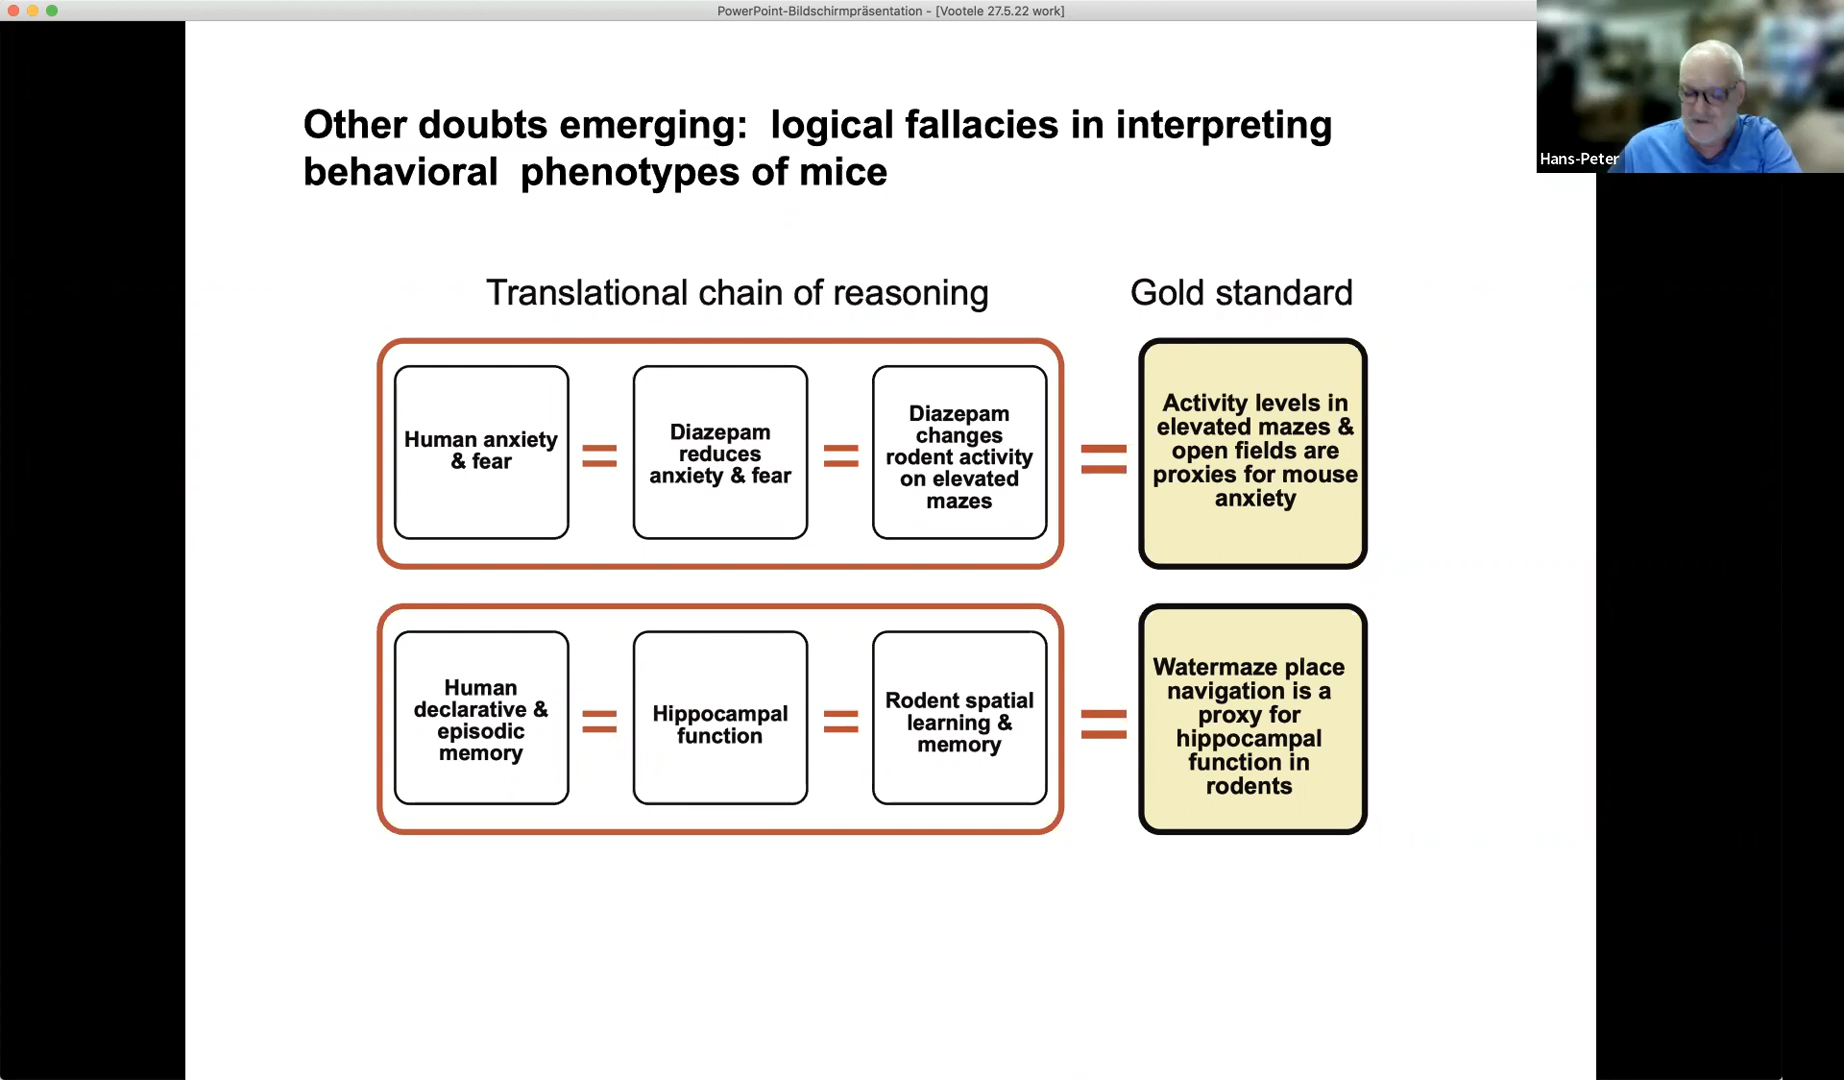 PowerPoint-Bildschirmpräsentation - [Vootele 27.5.22 work]
Hans-Peter
Other doubts emerging: logical fallacies in interpreting
behavioral phenotypes of mice
Translational chain of reasoning
Gold standard
Human anxiety
& fear
=
Diazepam
reduces
anxiety & fear
=
Diazepam
changes
rodent activity
on elevated
mazes
=
Activity levels in
elevated mazes &
open fields are
proxies for mouse
anxiety
Human
declarative &
episodic
memory
=
Hippocampal
function
=
Rodent spatial
learning &
memory
=
Watermaze place
navigation is a
proxy for
hippocampal
function in
rodents